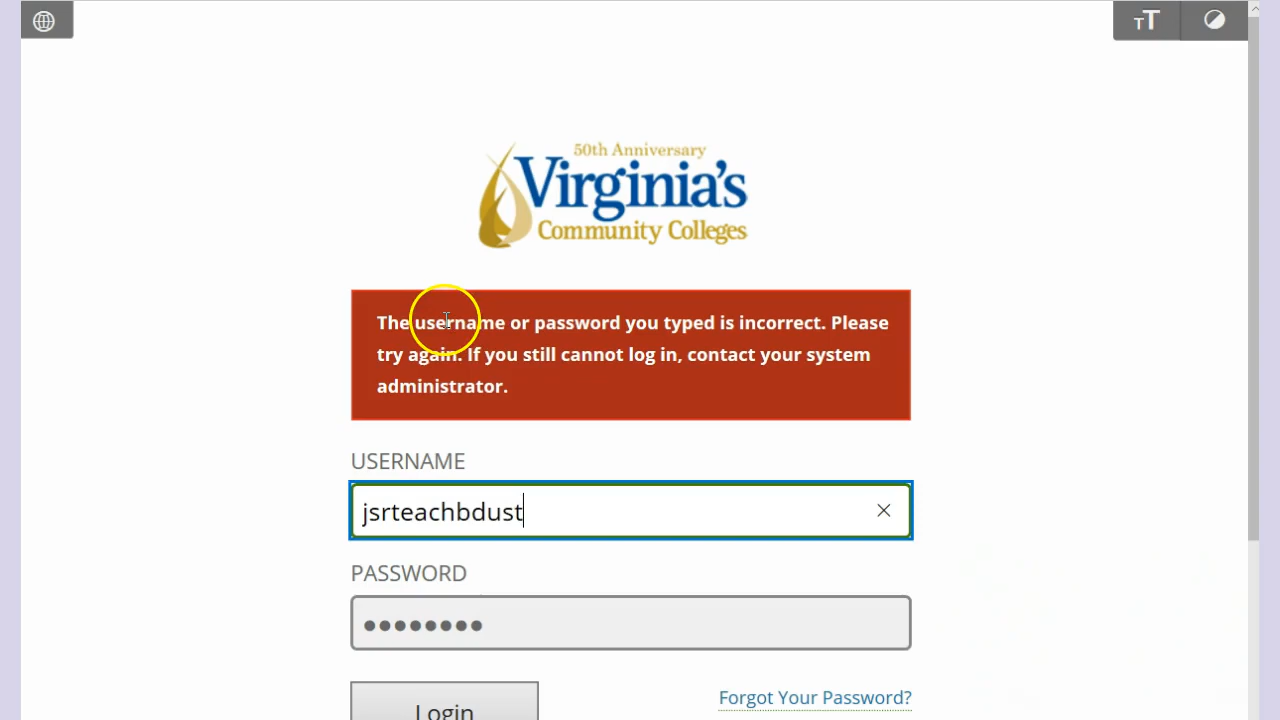 TT
50th Anniversary
Virginia's
Community Colleges
The username or password you typed is incorrect. Please
try again. If you still cannot log in, contact your system
administrator.
USERNAME
jsrteachbdust
PASSWORD
Forgot Your Password?
Login